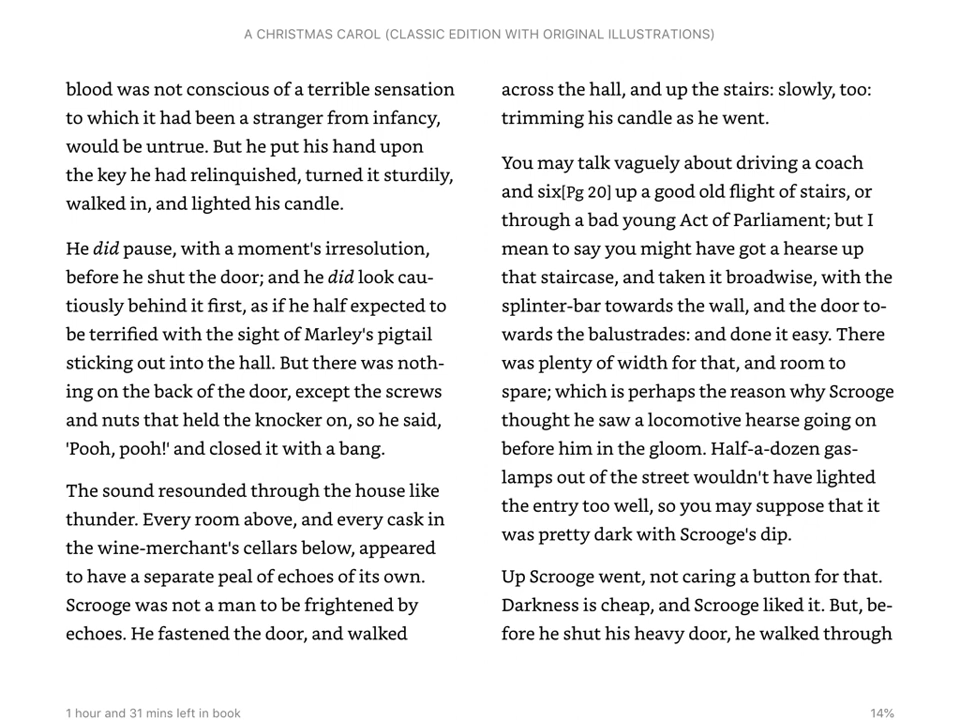 A CHRISTMAS CAROL (CLASSIC EDITION WITH ORIGINAL ILLUSTRATIONS)
blood was not conscious of a terrible sensation
to which it had been a stranger from infancy,
would be untrue. But he put his hand upon
the key he had relinquished, turned it sturdily,
walked in, and lighted his candle.
He did pause, with a moment's irresolution,
before he shut the door; and he did look cau-
tiously behind it first, as if he half expected to
be terrified with the sight of Marley's pigtail
sticking out into the hall. But there was noth-
ing on the back of the door, except the screws
and nuts that held the knocker on, so he said,
'Pooh, pooh!' and closed it with a bang.
The sound resounded through the house like
thunder. Every room above, and every cask in
the wine-merchant's cellars below, appeared
to have a separate peal of echoes of its own.
Scrooge was not a man to be frightened by
echoes. He fastened the door, and walked
across the hall, and up the stairs: slowly, too:
trimming his candle as he went.
You may talk vaguely about driving a coach
and six[Pg 20] up a good old flight of stairs, or
through a bad young Act of Parliament; but I
mean to say you might have got a hearse up
that staircase, and taken it broadwise, with the
splinter-bar towards the wall, and the door to-
wards the balustrades: and done it easy. There
was plenty of width for that, and room to
spare; which is perhaps the reason why Scrooge
thought he saw a locomotive hearse going on
before him in the gloom. Half-a-dozen gas-
lamps out of the street wouldn't have lighted
the entry too well, so you may suppose that it
was pretty dark with Scrooge's dip.
Up Scrooge went, not caring a button for that.
Darkness is cheap, and Scrooge liked it. But, be-
fore he shut his heavy door, he walked through
1 hour and 31 mins left in book
14%